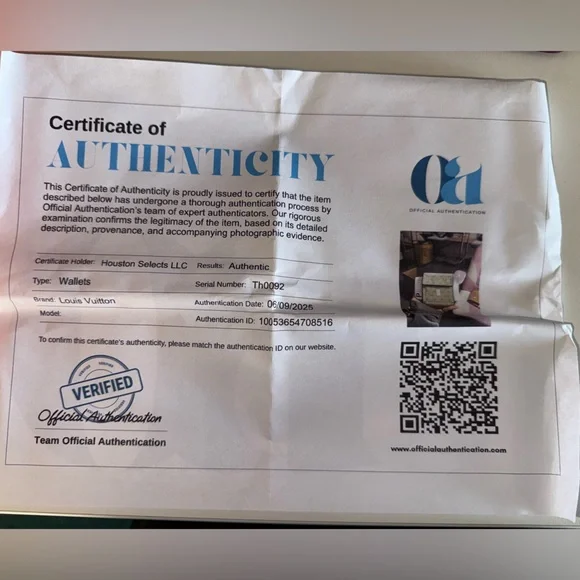 Certificate of
AUTHENTICITY
This Certificate of Authenticity is proudly issued to certify that the item
described below has undergone a thorough authentication process by
Official Authentication's team of expert authenticators. Our rigorous
examination confirms the legitimacy of the item, based on its detailed
description, provenance, and accompanying photographic evidence.
Oa
OFFICIAL AUTHENTICATION
Certificate Holder: Houston Selects LLC Results: Authentic
Type: Wallets Serial Number: Th0092
Brand: Louis Vuitton Authentication Date: 06/09/2025
Model: Authentication ID: 10053654708516
To confirm this certificate's authenticity, please match the authentication ID on our website.
VERIFIED
Official Authentication
Team Official Authentication
www.officialauthentication.com